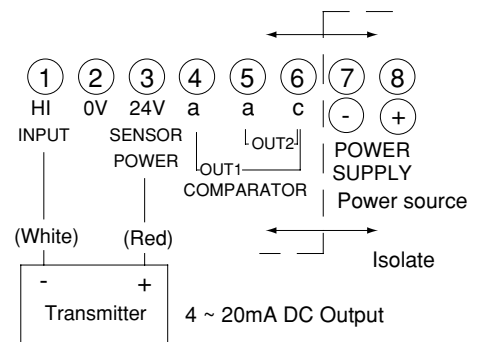 1 2 3 4 5 6 7 8
HI 0V 24V a a c - +
INPUT SENSOR POWER
OUT2
OUT1
COMPARATOR
POWER SUPPLY
Power source
(White) (Red)
Isolate
- +
Transmitter 4 ~ 20mA DC Output